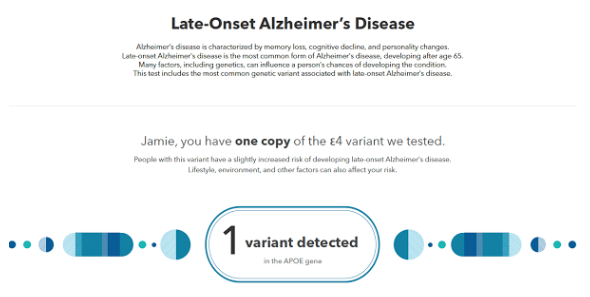 Late-Onset Alzheimer's Disease
Alzheimer's disease is characterized by memory loss, cognitive decline, and personality changes.
Late-onset Alzheimer's disease is the most common form of Alzheimer's disease, developing after age 65.
Many factors, including genetics, can influence a person's chances of developing the condition.
This test includes the most common genetic variant associated with late-onset Alzheimer's disease.
Jamie, you have one copy of the ε4 variant we tested.
People with this variant have a slightly increased risk of developing late-onset Alzheimer's disease.
Lifestyle, environment, and other factors can also affect your risk.
1 variant detected
in the APOE gene